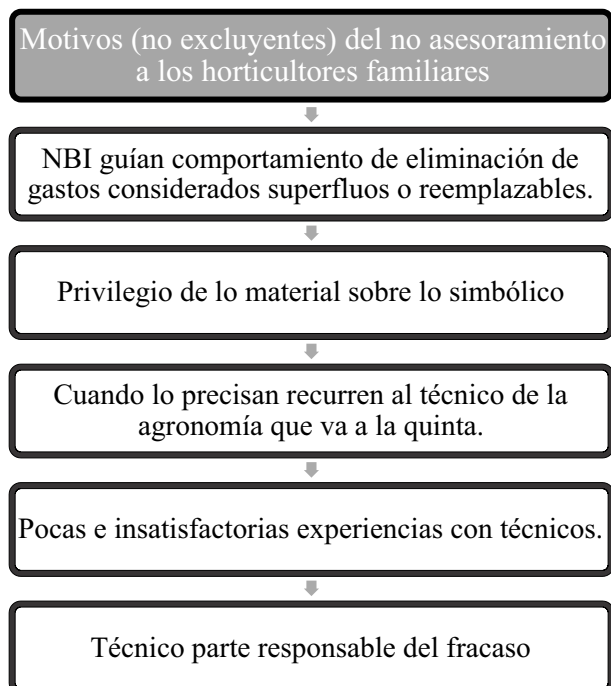 Motivos (no excluyentes) del no asesoramiento
a los horticultores familiares
NBI guían comportamiento de eliminación de
gastos considerados superfluos o reemplazables.
Privilegio de lo material sobre lo simbólico
Cuando lo precisan recurren al técnico de la
agronomía que va a la quinta.
Pocas e insatisfactorias experiencias con técnicos.
Técnico parte responsable del fracaso